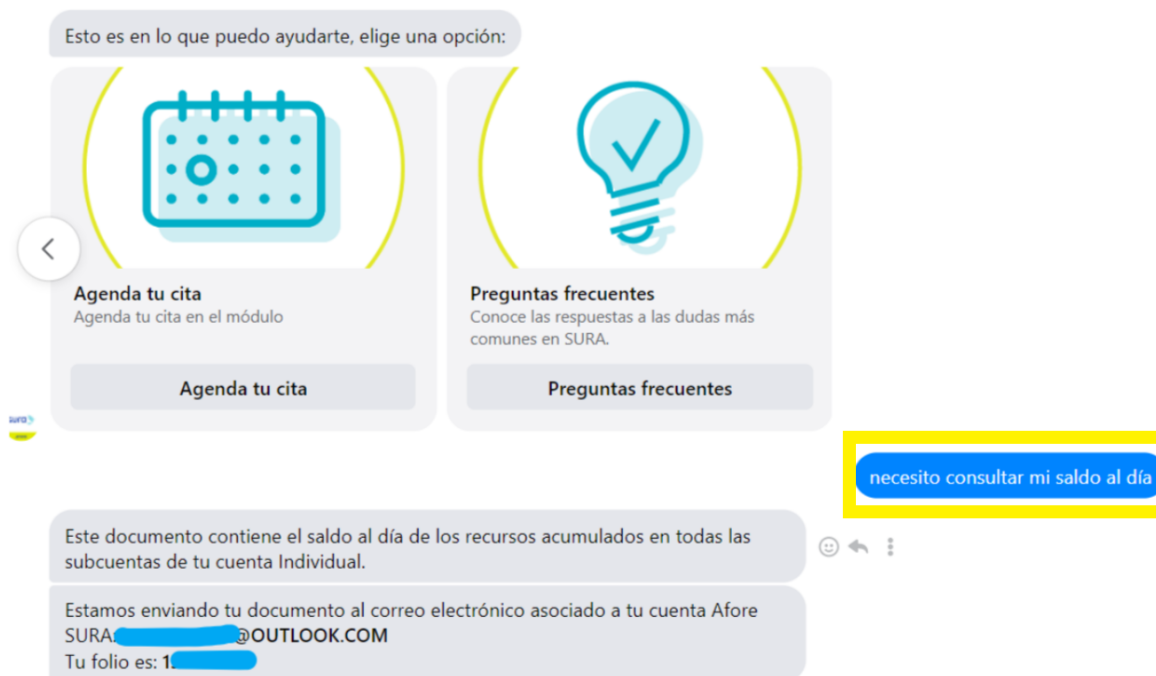 Esto es en lo que puedo ayudarte, elige una opción:
Agenda tu cita
Agenda tu cita en el módulo
Agenda tu cita
Preguntas frecuentes
Conoce las respuestas a las dudas más
comunes en SURA.
Preguntas frecuentes
sura
necesito consultar mi saldo al día
Este documento contiene el saldo al día de los recursos acumulados en todas las
subcuentas de tu cuenta Individual.
Estamos enviando tu documento al correo electrónico asociado a tu cuenta Afore
SURA: @OUTLOOK.COM
Tu folio es: 1